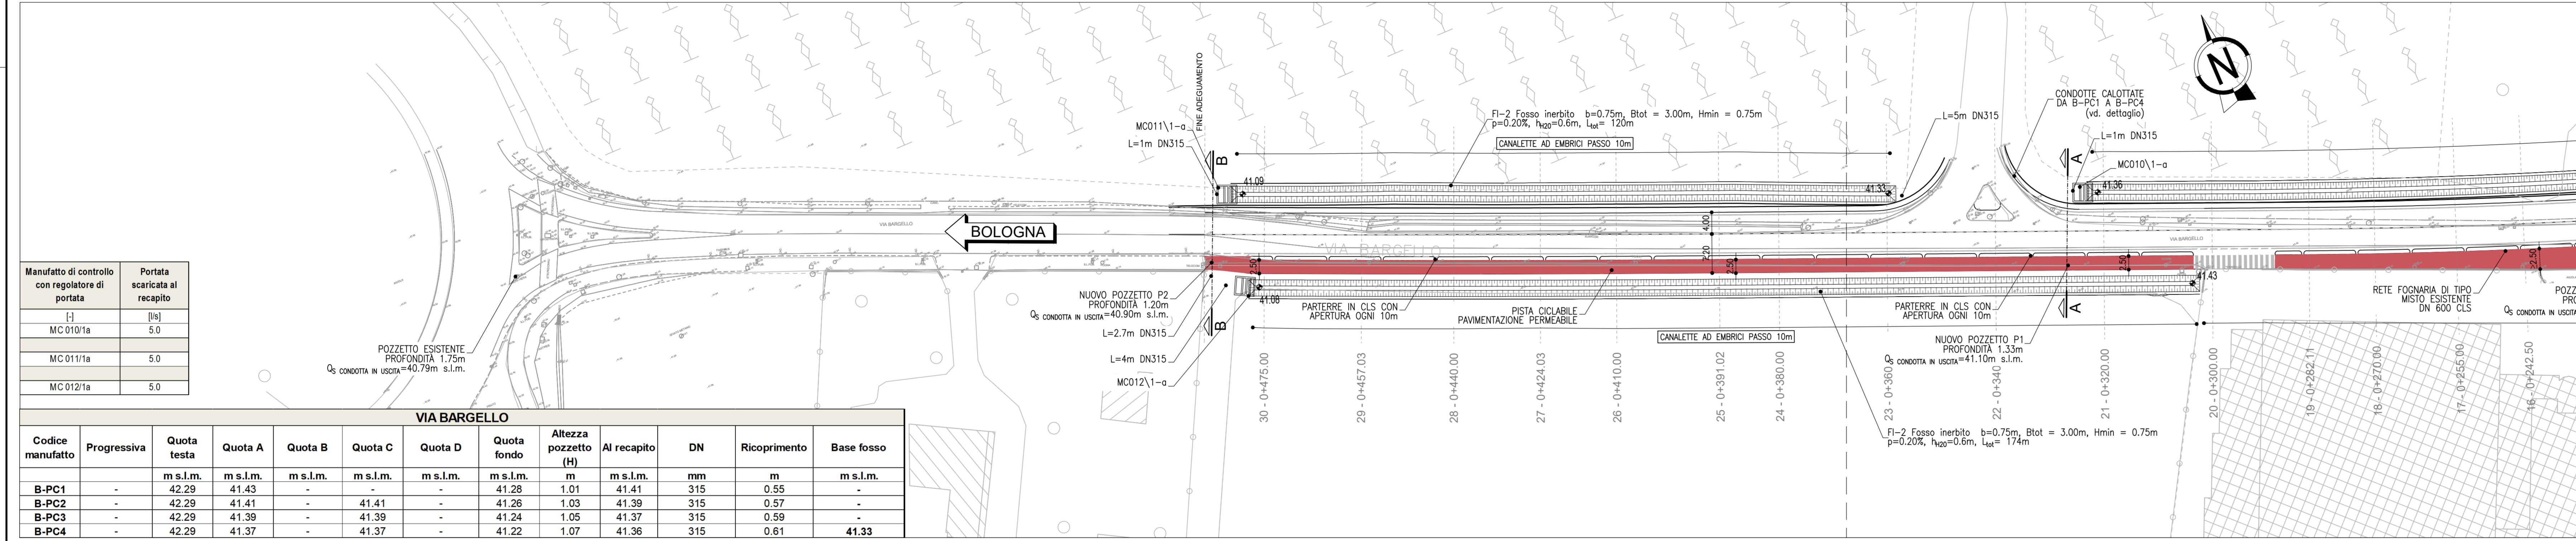 FINE ADEGUAMENTO
MC011\1-a
L=1m DN315
B
FI-2 Fosso inerbito b=0.75m, Btot = 3.00m, Hmin = 0.75m
p=0.20%, hH20=0.6m, Ltot= 120m
CANALETTE AD EMBRICI PASSO 10m
L=5m DN315
N
CONDOTTE CALOTTATE
DA B-PC1 A B-PC4
(vd. dettaglio)
L=1m DN315
MC010\1-a
A
41.09
41.33
41.36
VIA BARGELLO
BOLOGNA
VIA BARGELLO
4.00
2.20
VIA BARGELLO
2.50
2.50
2.50
2.50
41.08
41.43
NUOVO POZZETTO P2
PROFONDITÀ 1.20m
QS CONDOTTA IN USCITA=40.90m s.l.m.
L=2.7m DN315
L=4m DN315
MC012\1-a
B
PARTERRE IN CLS CON
APERTURA OGNI 10m
PISTA CICLABILE
PAVIMENTAZIONE PERMEABILE
CANALETTE AD EMBRICI PASSO 10m
PARTERRE IN CLS CON
APERTURA OGNI 10m
A
NUOVO POZZETTO P1
PROFONDITÀ 1.33m
QS CONDOTTA IN USCITA=41.10m s.l.m.
RETE FOGNARIA DI TIPO
MISTO ESISTENTE
DN 600 CLS
POZZ
PRO
QS CONDOTTA IN USCITA
POZZETTO ESISTENTE
PROFONDITÀ 1.75m
QS CONDOTTA IN USCITA=40.79m s.l.m.
30 - 0+475.00
29 - 0+457.03
28 - 0+440.00
27 - 0+424.03
26 - 0+410.00
25 - 0+391.02
24 - 0+380.00
23 - 0+360.0
22 - 0+340
21 - 0+320.00
20 - 0+300.00
19 - 0+282.11
18 - 0+270.00
17 - 0+255.00
16 - 0+242.50
FI-2 Fosso inerbito b=0.75m, Btot = 3.00m, Hmin = 0.75m
p=0.20%, hH20=0.6m, Ltot= 174m
Manufatto di controllo con regolatore di portata | Portata scaricata al recapito
[-] | [l/s]
MC 010/1a | 5.0
MC 011/1a | 5.0
MC 012/1a | 5.0
VIA BARGELLO
Codice manufatto | Progressiva | Quota testa | Quota A | Quota B | Quota C | Quota D | Quota fondo | Altezza pozzetto (H) | Al recapito | DN | Ricoprimento | Base fosso
m s.l.m. | m s.l.m. | m s.l.m. | m s.l.m. | m s.l.m. | m s.l.m. | m | m s.l.m. | mm | m | m s.l.m.
B-PC1 | - | 42.29 | 41.43 | - | - | - | 41.28 | 1.01 | 41.41 | 315 | 0.55 | -
B-PC2 | - | 42.29 | 41.41 | - | 41.41 | - | 41.26 | 1.03 | 41.39 | 315 | 0.57 | -
B-PC3 | - | 42.29 | 41.39 | - | 41.39 | - | 41.24 | 1.05 | 41.37 | 315 | 0.59 | -
B-PC4 | - | 42.29 | 41.37 | - | 41.37 | - | 41.22 | 1.07 | 41.36 | 315 | 0.61 | 41.33